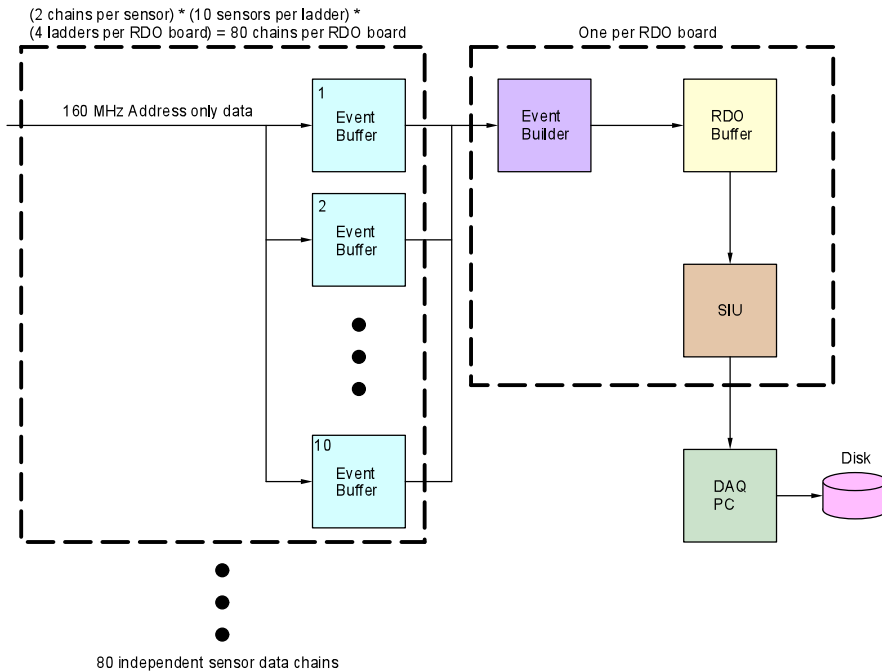 (2 chains per sensor) * (10 sensors per ladder) *
(4 ladders per RDO board) = 80 chains per RDO board
One per RDO board
160 MHz Address only data
1
Event
Buffer
Event
Builder
RDO
Buffer
2
Event
Buffer
SIU
10
Event
Buffer
DAQ
PC
Disk
80 independent sensor data chains